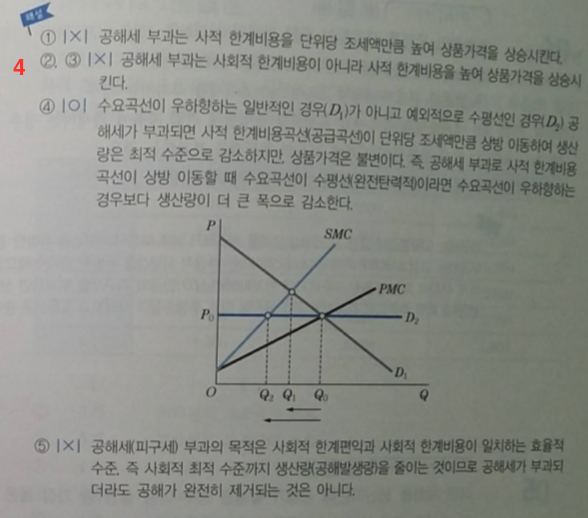 해설
① |×| 공해세 부과는 사적 한계비용을 단위당 조세액만큼 높여 상품가격을 상승시킨다.
4
②, ③ |×| 공해세 부과는 사회적 한계비용이 아니라 사적 한계비용을 높여 상품가격을 상승시
킨다.
④ |○| 수요곡선이 우하향하는 일반적인 경우(D₁)가 아니고 예외적으로 수평선인 경우(D₂) 공
해세가 부과되면 사적 한계비용곡선(공급곡선)이 단위당 조세액만큼 상방 이동하여 생산
량은 최적 수준으로 감소하지만, 상품가격은 불변이다. 즉, 공해세 부과로 사적 한계비용
곡선이 상방 이동할 때 수요곡선이 수평선(완전탄력적)이라면 수요곡선이 우하향하는
경우보다 생산량이 더 큰 폭으로 감소한다.
P
SMC
PMC
P₀
D₂
D₁
O
Q₂ Q₁ Q₀
Q
⑤ |×| 공해세(피구세) 부과의 목적은 사회적 한계편익과 사회적 한계비용이 일치하는 효율적
수준, 즉 사회적 최적 수준까지 생산량(공해발생량)을 줄이는 것이므로 공해세가 부과되
더라도 공해가 완전히 제거되는 것은 아니다.